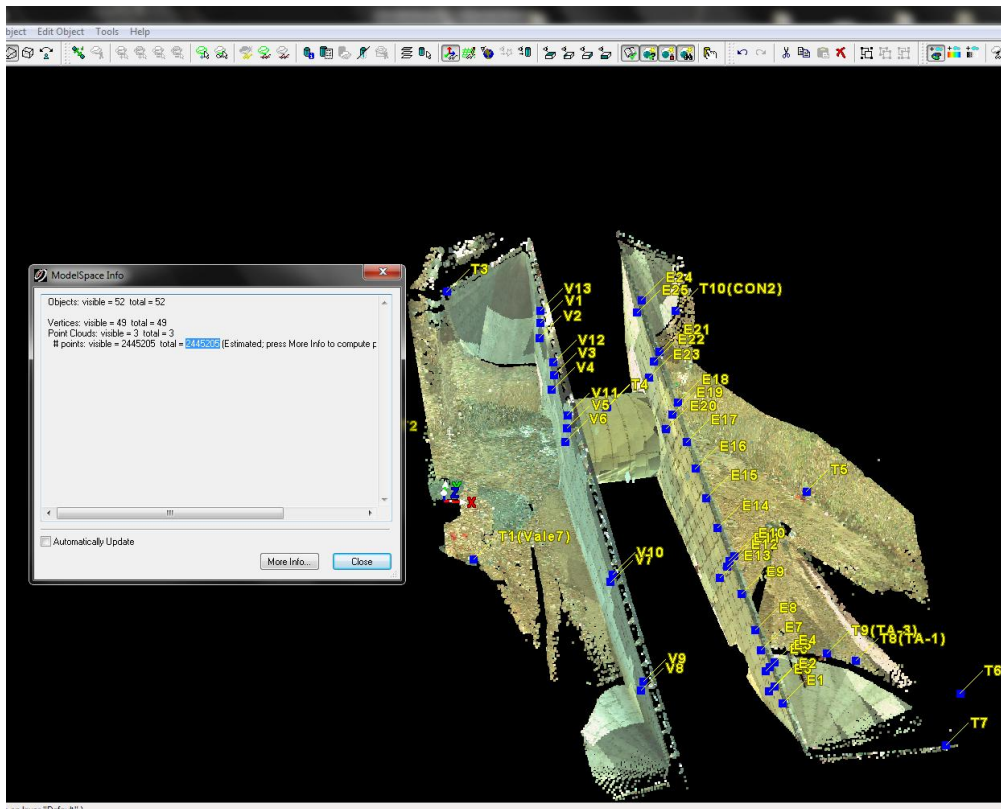 bject Edit Object Tools Help
ModelSpace Info
x
Objects: visible = 52 total = 52
Vertices: visible = 49 total = 49
Point Clouds: visible = 3 total = 3
# points: visible = 2445205 total = 2445205 (Estimated; press More Info to compute p
Automatically Update
More Info...
Close
T3
V13
V1
V2
V12
V3
V4
V11
V5
V6
T4
E24
E25
T10(CON2)
E21
E22
E23
E18
E19
E20
E17
E16
E15
E14
T5
2
Z
X
T1(Vale7)
V10
V7
E10
E12
E13
E9
E8
E7
E4
E2
E1
V9
V8
T9(TA-3)
T8(TA-1)
T6
T7